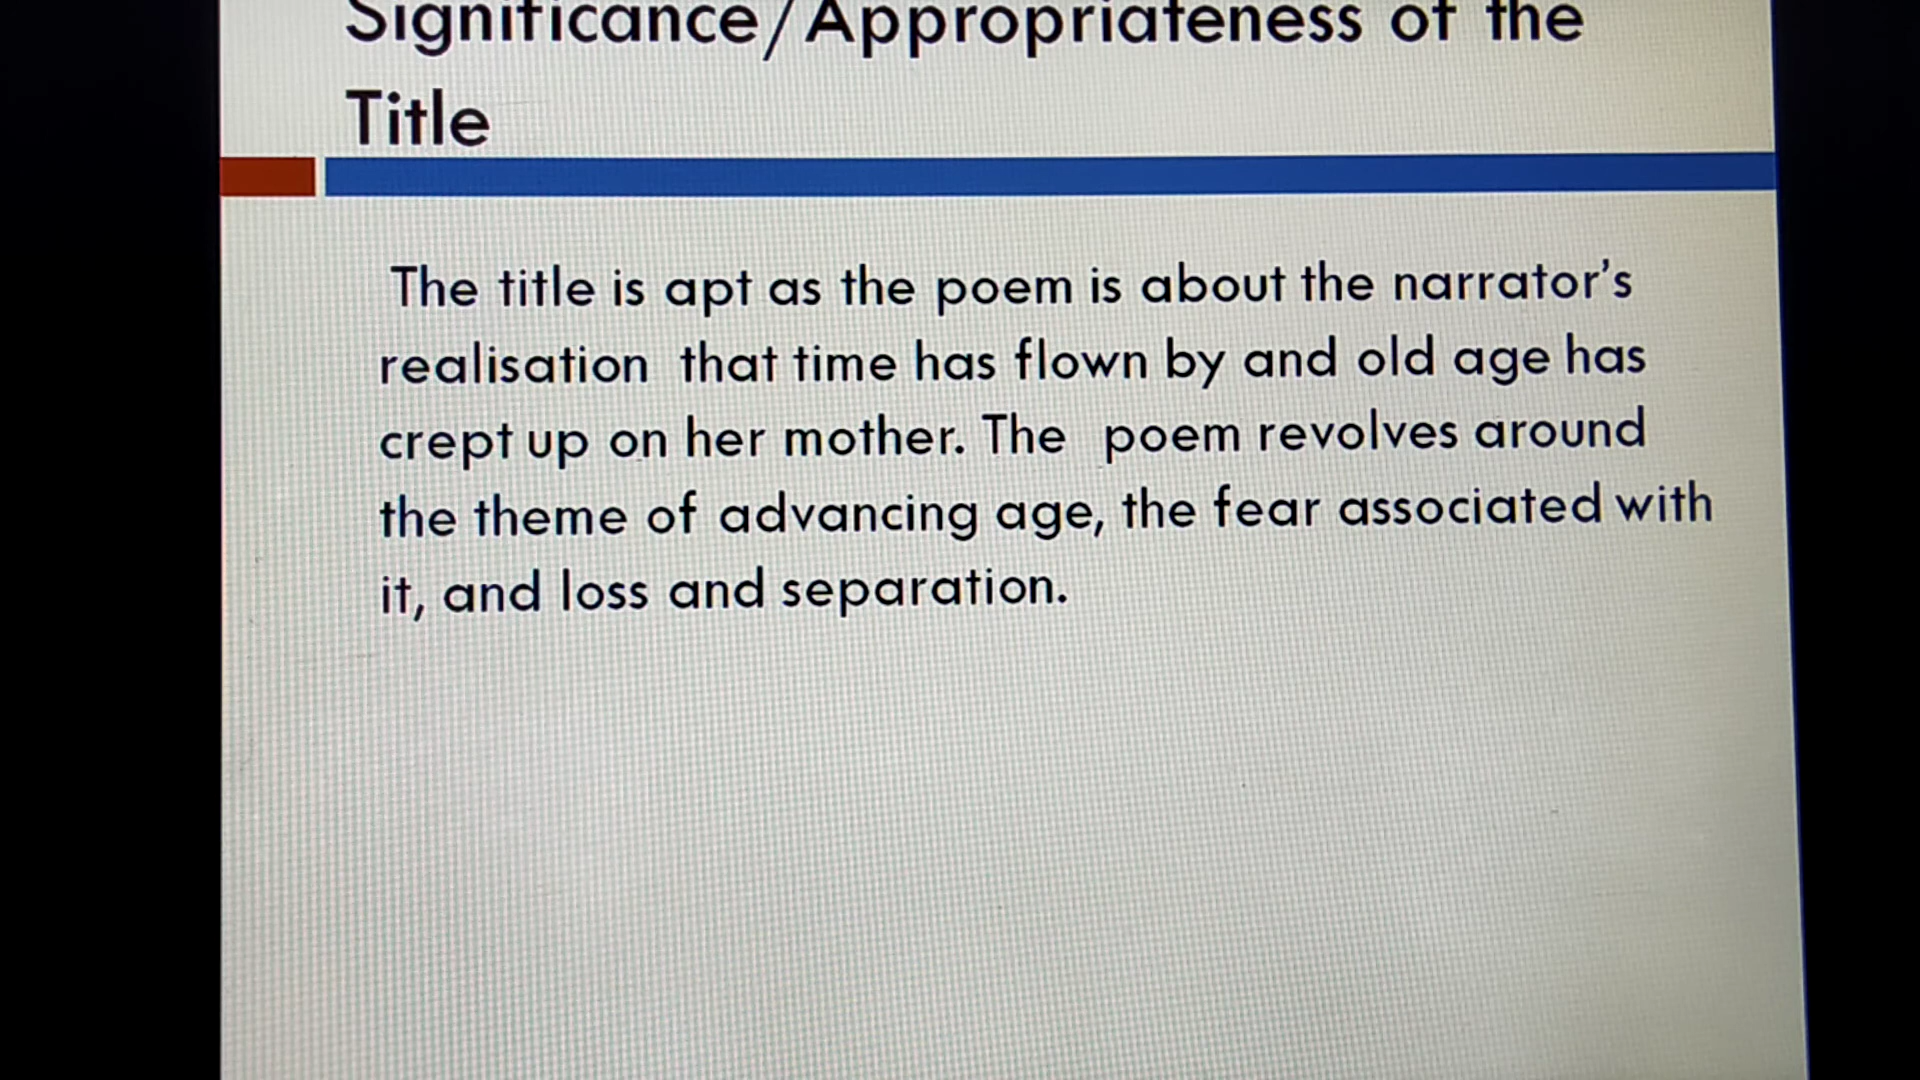 Significance/Appropriateness of the
Title
The title is apt as the poem is about the narrator's
realisation that time has flown by and old age has
crept up on her mother. The poem revolves around
the theme of advancing age, the fear associated with
it, and loss and separation.